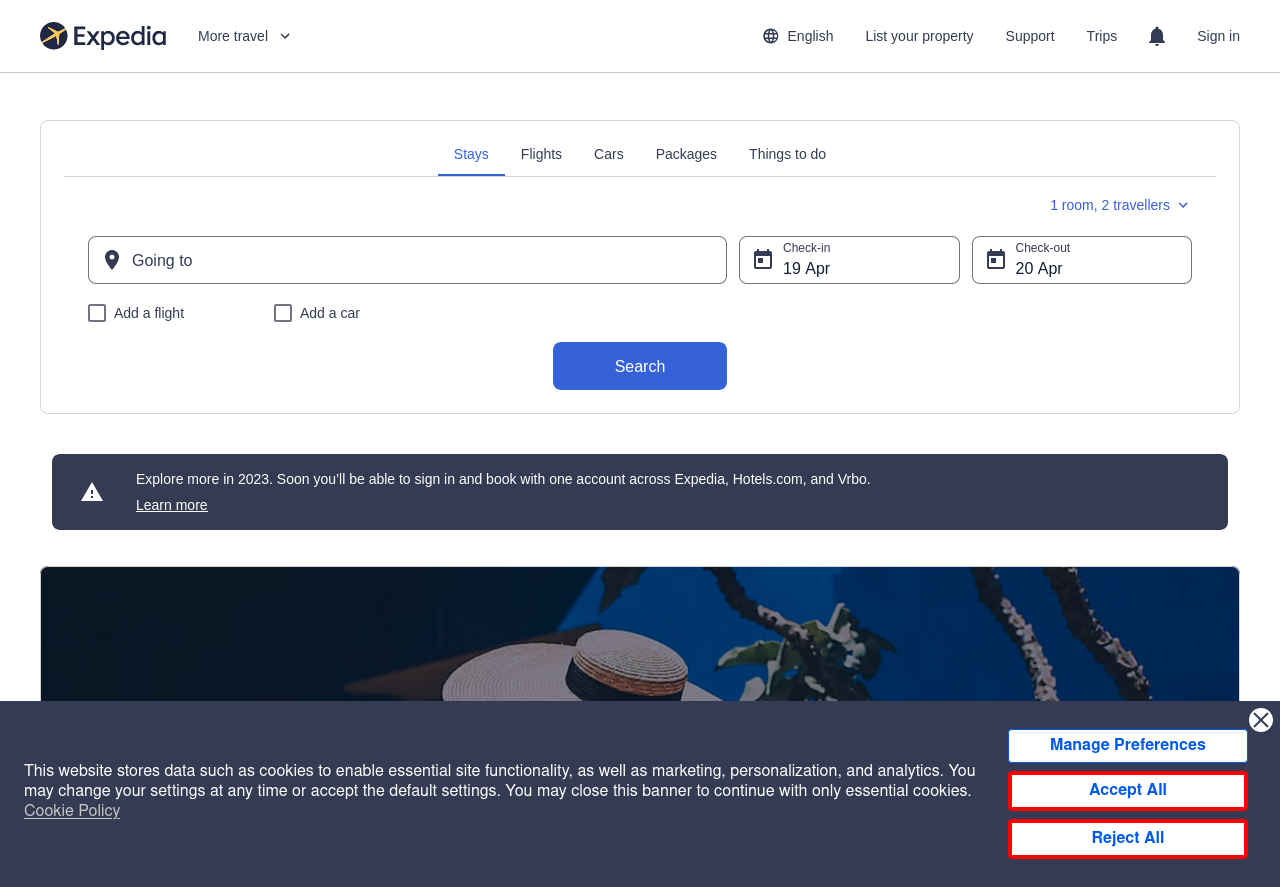 Expedia
More travel
English
List your property
Support
Trips
Sign in
Stays
Flights
Cars
Packages
Things to do
1 room, 2 travellers
Going to
Check-in
19 Apr
Check-out
20 Apr
Add a flight
Add a car
Search
Explore more in 2023. Soon you’ll be able to sign in and book with one account across Expedia, Hotels.com, and Vrbo.
Learn more
This website stores data such as cookies to enable essential site functionality, as well as marketing, personalization, and analytics. You
may change your settings at any time or accept the default settings. You may close this banner to continue with only essential cookies.
Cookie Policy
Manage Preferences
Accept All
Reject All